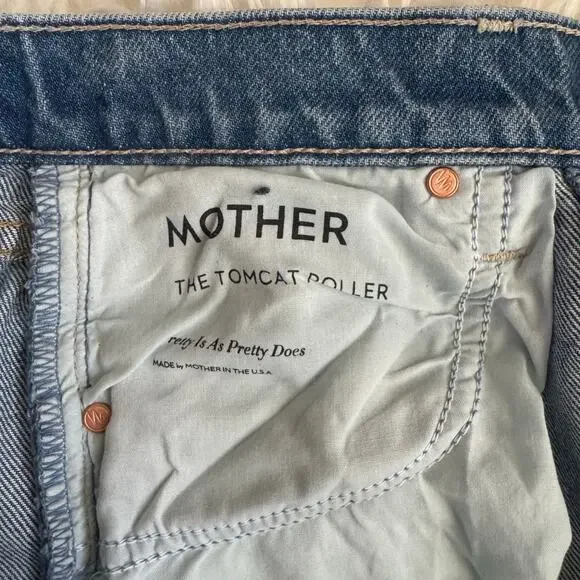 MOTHER
THE TOMCAT ROLLER
retty Is As Pretty Does
MADE by MOTHER IN THE U.S.A.